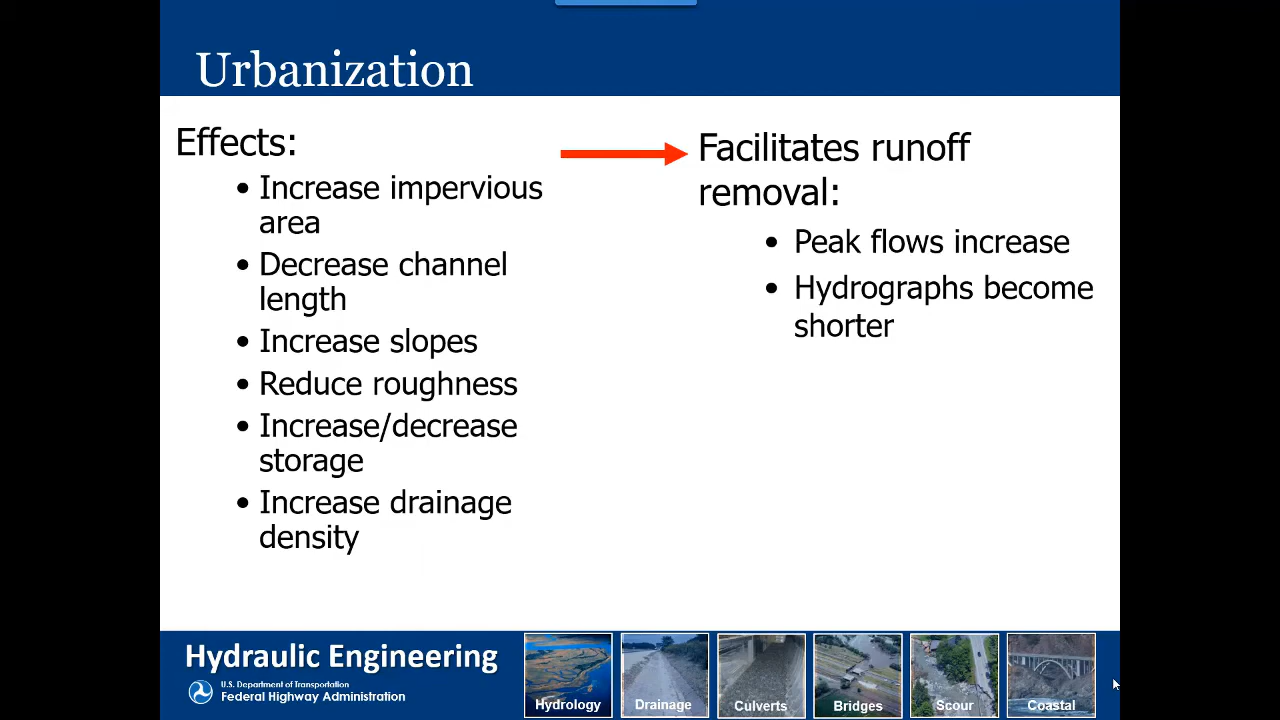 Urbanization
Effects:
• Increase impervious
area
• Decrease channel
length
• Increase slopes
• Reduce roughness
• Increase/decrease
storage
• Increase drainage
density
Facilitates runoff
removal:
• Peak flows increase
• Hydrographs become
shorter
Hydraulic Engineering
U.S. Department of Transportation
Federal Highway Administration
Hydrology
Drainage
Culverts
Bridges
Scour
Coastal